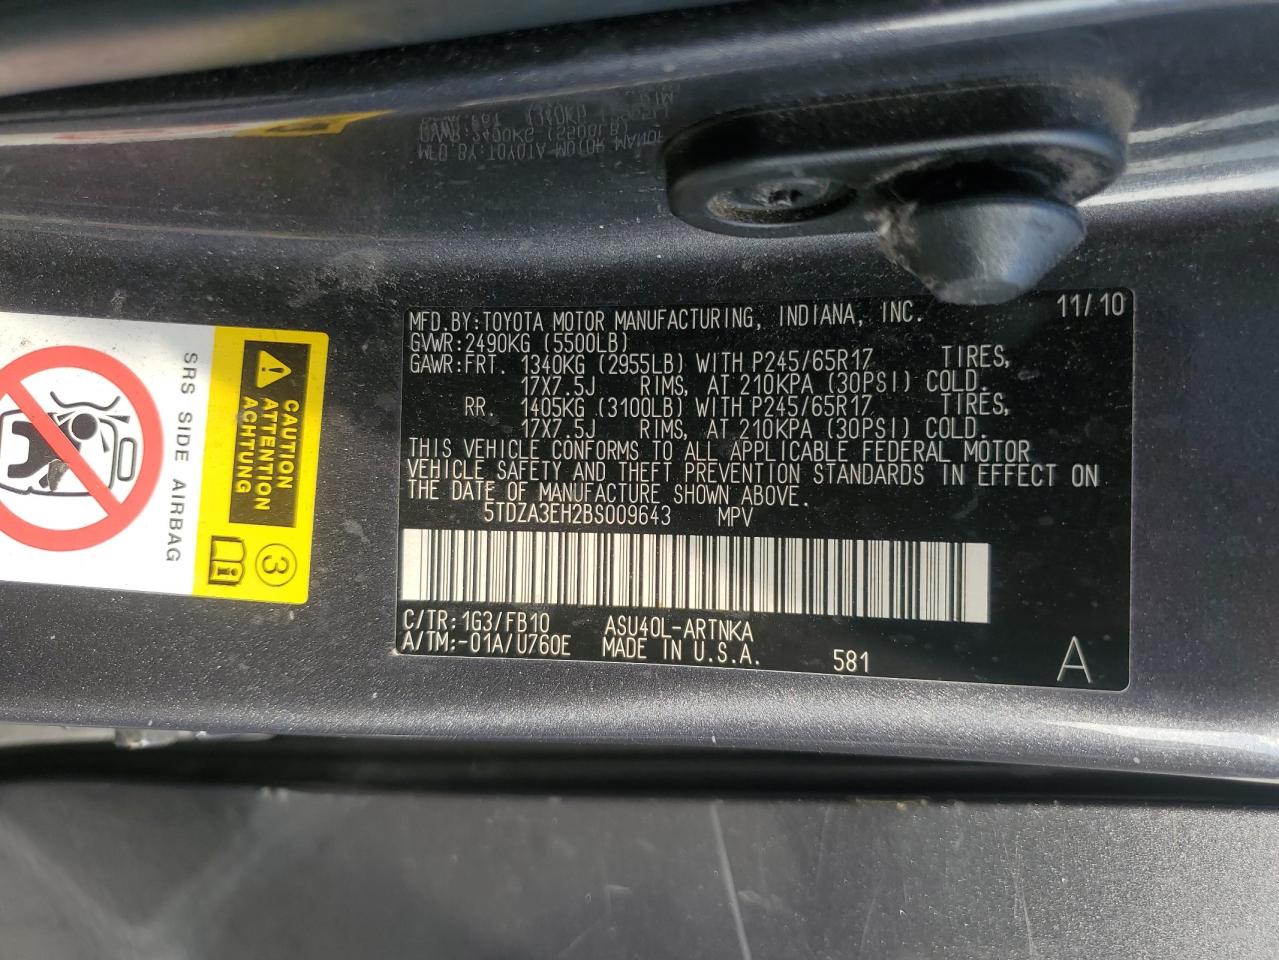 MFD.BY:TOYOTA MOTOR MANUFACTURING, INDIANA, INC. 11/10
GVWR:2490KG (5500LB)
GAWR:FRT. 1340KG (2955LB) WITH P245/65R17 TIRES,
17X7.5J RIMS, AT 210KPA (30PSI) COLD.
RR. 1405KG (3100LB) WITH P245/65R17 TIRES,
17X7.5J RIMS, AT 210KPA (30PSI) COLD.
THIS VEHICLE CONFORMS TO ALL APPLICABLE FEDERAL MOTOR
VEHICLE SAFETY AND THEFT PREVENTION STANDARDS IN EFFECT ON
THE DATE OF MANUFACTURE SHOWN ABOVE.
5TDZA3EH2BS009643 MPV
C/TR:1G3/FB10 ASU40L-ARTNKA
A/TM:-01A/U760E MADE IN U.S.A. 581 A
CAUTION
ATTENTION
ACHTUNG
3
SRS SIDE AIRBAG